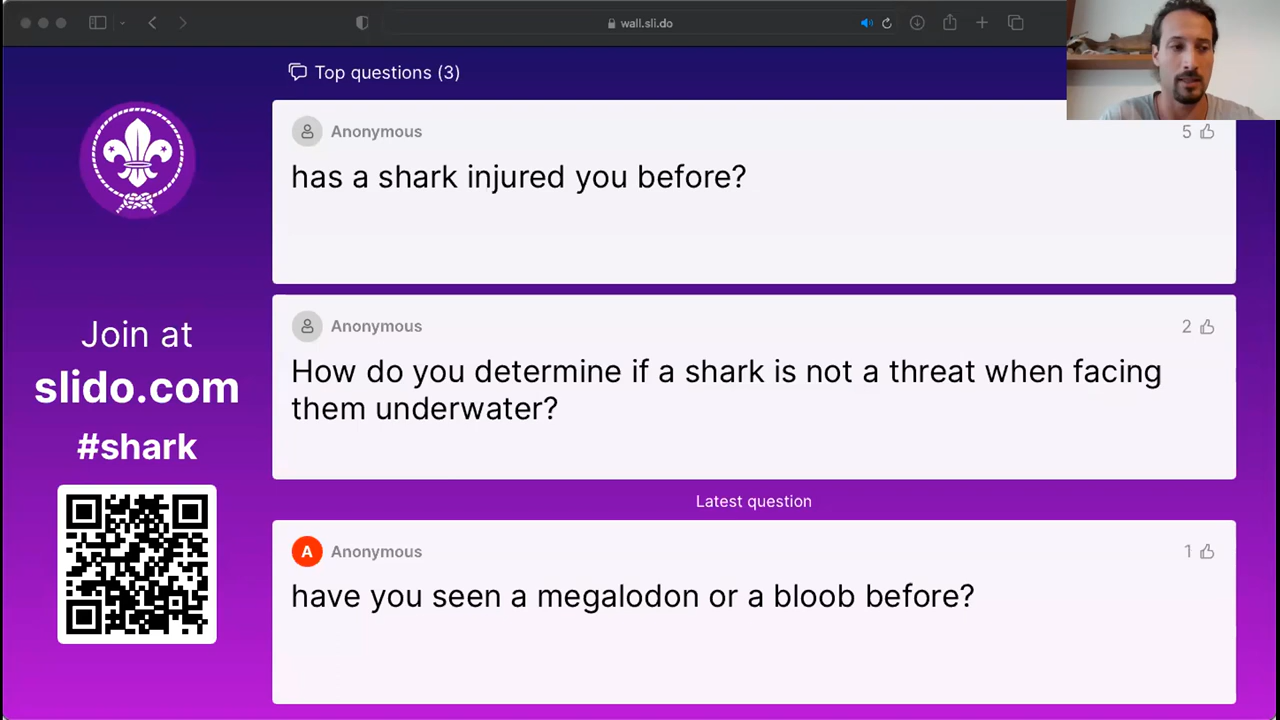 wall.sli.do
Top questions (3)
Anonymous
5
has a shark injured you before?
Anonymous
2
How do you determine if a shark is not a threat when facing
them underwater?
Join at
slido.com
#shark
Latest question
A Anonymous
1
have you seen a megalodon or a bloob before?